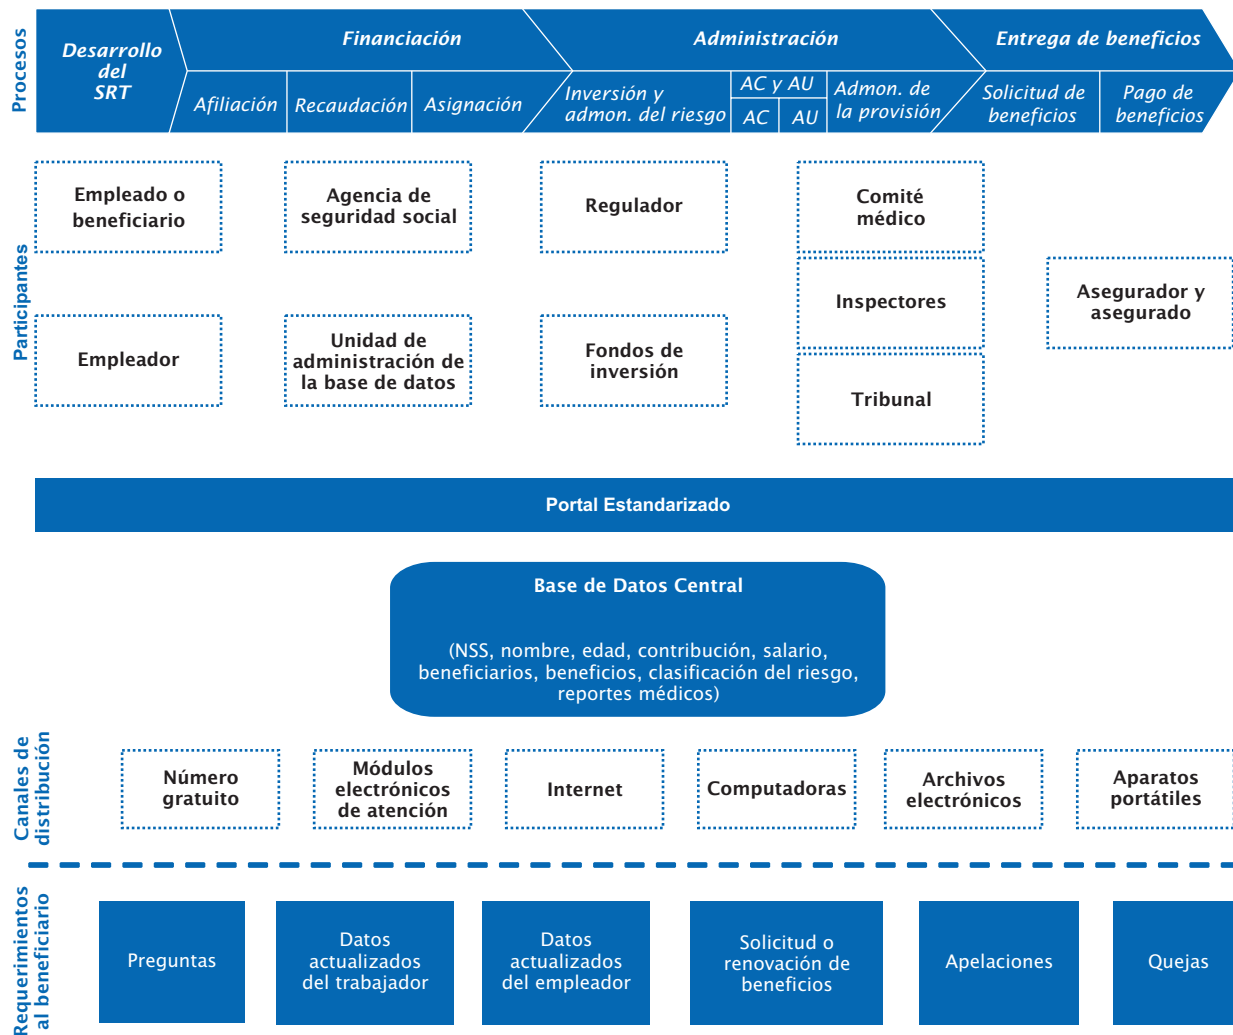 Procesos
Desarrollo
del
SRT
Financiación
Administración
Entrega de beneficios
Afiliación
Recaudación
Asignación
Inversión y
admon. del riesgo
AC y AU
AC
AU
Admon. de
la provisión
Solicitud de
beneficios
Pago de
beneficios
Participantes
Empleado o
beneficiario
Agencia de
seguridad social
Regulador
Comité
médico
Inspectores
Asegurador y
asegurado
Empleador
Unidad de
administración de
la base de datos
Fondos de
inversión
Tribunal
Portal Estandarizado
Base de Datos Central
(NSS, nombre, edad, contribución, salario,
beneficiarios, beneficios, clasificación del riesgo,
reportes médicos)
Canales de
distribución
Número
gratuito
Módulos
electrónicos
de atención
Internet
Computadoras
Archivos
electrónicos
Aparatos
portátiles
Requerimientos
al beneficiario
Preguntas
Datos
actualizados
del trabajador
Datos
actualizados
del empleador
Solicitud o
renovación de
beneficios
Apelaciones
Quejas